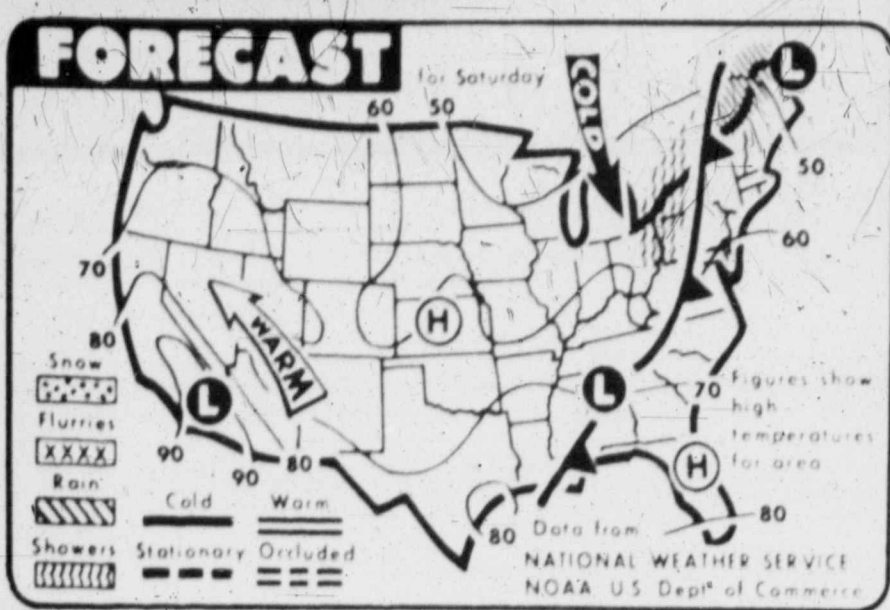 FORECAST
for Saturday
COLD
L
60 50
50
60
70
80
WARM
H
L
L
70
Figures show
high
temperatures
for area
H
80
90
90
80
80
Snow
Flurries
Rain
Showers
Cold
Warm
Stationary
Occluded
Data from
NATIONAL WEATHER SERVICE
NOAA U S Dept of Commerce